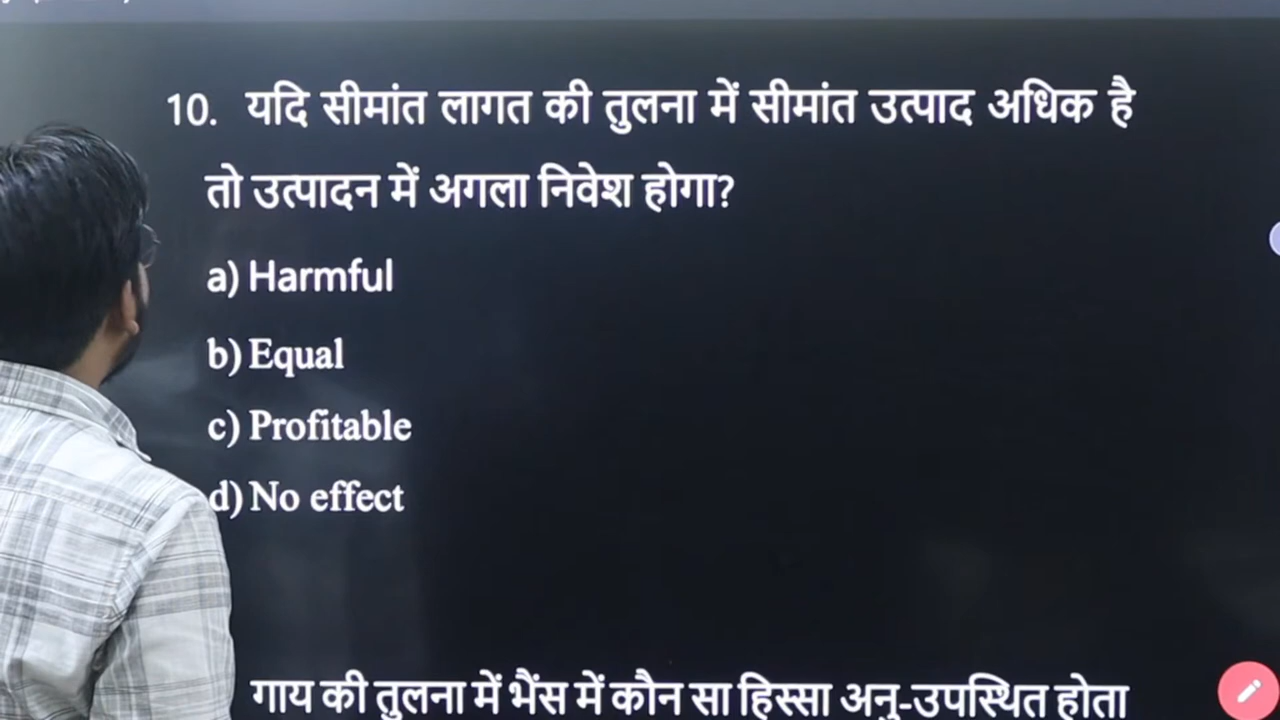 10. यदि सीमांत लागत की तुलना में सीमांत उत्पाद अधिक है
तो उत्पादन में अगला निवेश होगा?
a) Harmful
b) Equal
c) Profitable
d) No effect
गाय की तुलना में भैंस में कौन सा हिस्सा अनु-उपस्थित होता